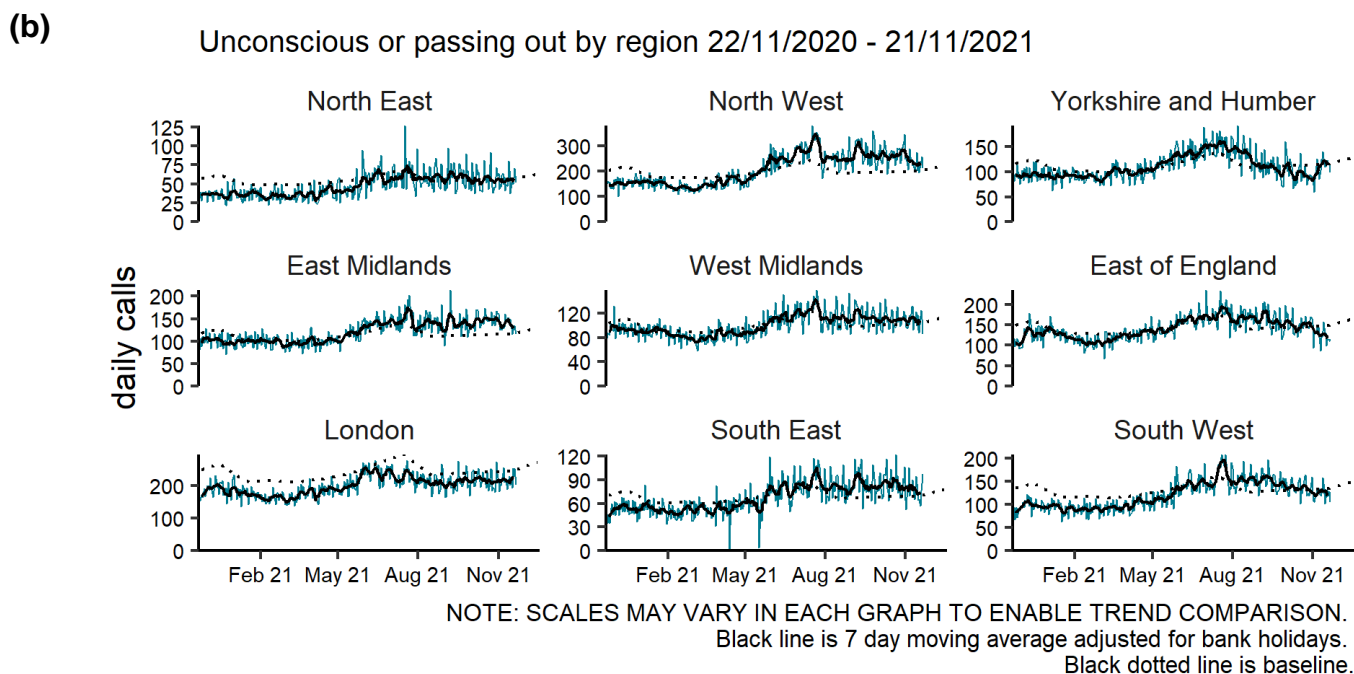 (b)
Unconscious or passing out by region 22/11/2020 - 21/11/2021
North East
North West
Yorkshire and Humber
125
100
75
50
25
0
300
200
100
0
150
100
50
0
East Midlands
West Midlands
East of England
daily calls
200
150
100
50
0
120
80
40
0
200
150
100
50
0
London
South East
South West
200
100
0
120
90
60
30
0
200
150
100
50
0
Feb 21 May 21 Aug 21 Nov 21
Feb 21 May 21 Aug 21 Nov 21
Feb 21 May 21 Aug 21 Nov 21
NOTE: SCALES MAY VARY IN EACH GRAPH TO ENABLE TREND COMPARISON.
Black line is 7 day moving average adjusted for bank holidays.
Black dotted line is baseline.